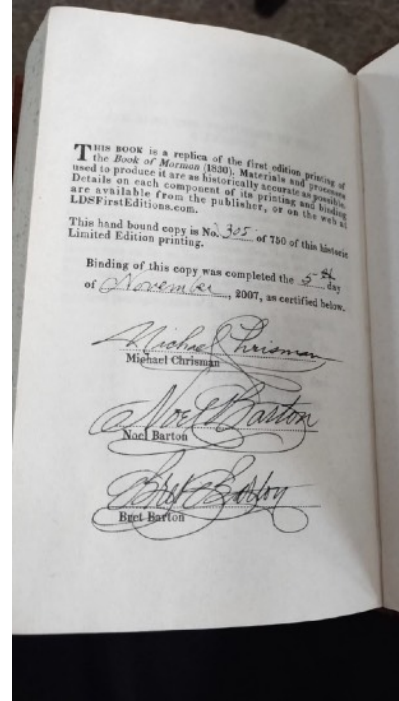 THIS BOOK is a replica of the first edition printing of
the Book of Mormon (1830). Materials and processes
used to produce it are as historically accurate as possible.
Details on each component of its printing and binding
are available from the publisher, or on the web at
LDSFirstEditions.com.
This hand bound copy is No. 305 of 750 of this historic
Limited Edition printing.
Binding of this copy was completed the 5th day
of November, 2007, as certified below.
Michael Chrisman
Michael Chrisman
Noel Barton
Noel Barton
Bret Barton
Bret Barton